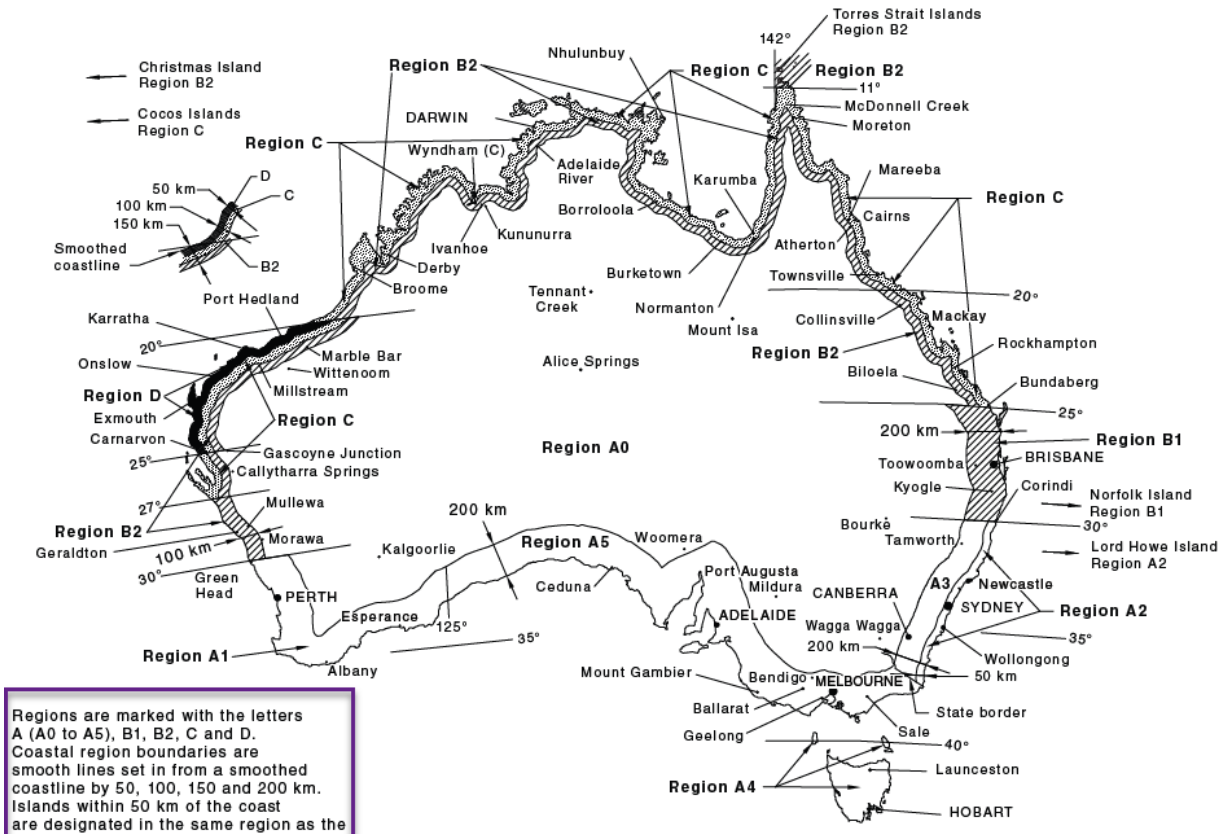 Torres Strait Islands
Region B2
142°
Nhulunbuy
Christmas Island
Region B2
Region B2
Region C
Region B2
11°
Cocos Islands
Region C
DARWIN
McDonnell Creek
Moreton
Region C
Wyndham (C)
Adelaide
River
Mareeba
D
50 km
C
100 km
150 km
Karumba
Region C
Borroloola
Cairns
Smoothed
coastline
B2
Ivanhoe
Kununurra
Atherton
Derby
Burketown
Townsville
Port Hedland
Broome
Tennant
Creek
Normanton
20°
Karratha
Collinsville
Mackay
Mount Isa
20°
Marble Bar
Region B2
Rockhampton
Onslow
Wittenoom
Alice Springs
Biloela
Region D
Millstream
Bundaberg
Exmouth
Region C
25°
Carnarvon
200 km
Region B1
Gascoyne Junction
Region A0
25°
Callytharra Springs
Toowoomba
BRISBANE
Kyogle
Corindi
27°
Mullewa
Norfolk Island
Region B1
Region B2
200 km
Bourke
30°
Geraldton
100 km
Morawa
Kalgoorlie
Region A5
Woomera
Tamworth
Lord Howe Island
Region A2
30°
Green
Head
Ceduna
Port Augusta
Mildura
CANBERRA
A3
Newcastle
PERTH
Esperance
ADELAIDE
SYDNEY
Region A2
125°
35°
Wagga Wagga
35°
Region A1
Albany
200 km
Wollongong
Mount Gambier
Bendigo
MELBOURNE
50 km
Ballarat
State border
Geelong
Sale
40°
Region A4
Launceston
HOBART
Regions are marked with the letters
A (A0 to A5), B1, B2, C and D.
Coastal region boundaries are
smooth lines set in from a smoothed
coastline by 50, 100, 150 and 200 km.
Islands within 50 km of the coast
are designated in the same region as the